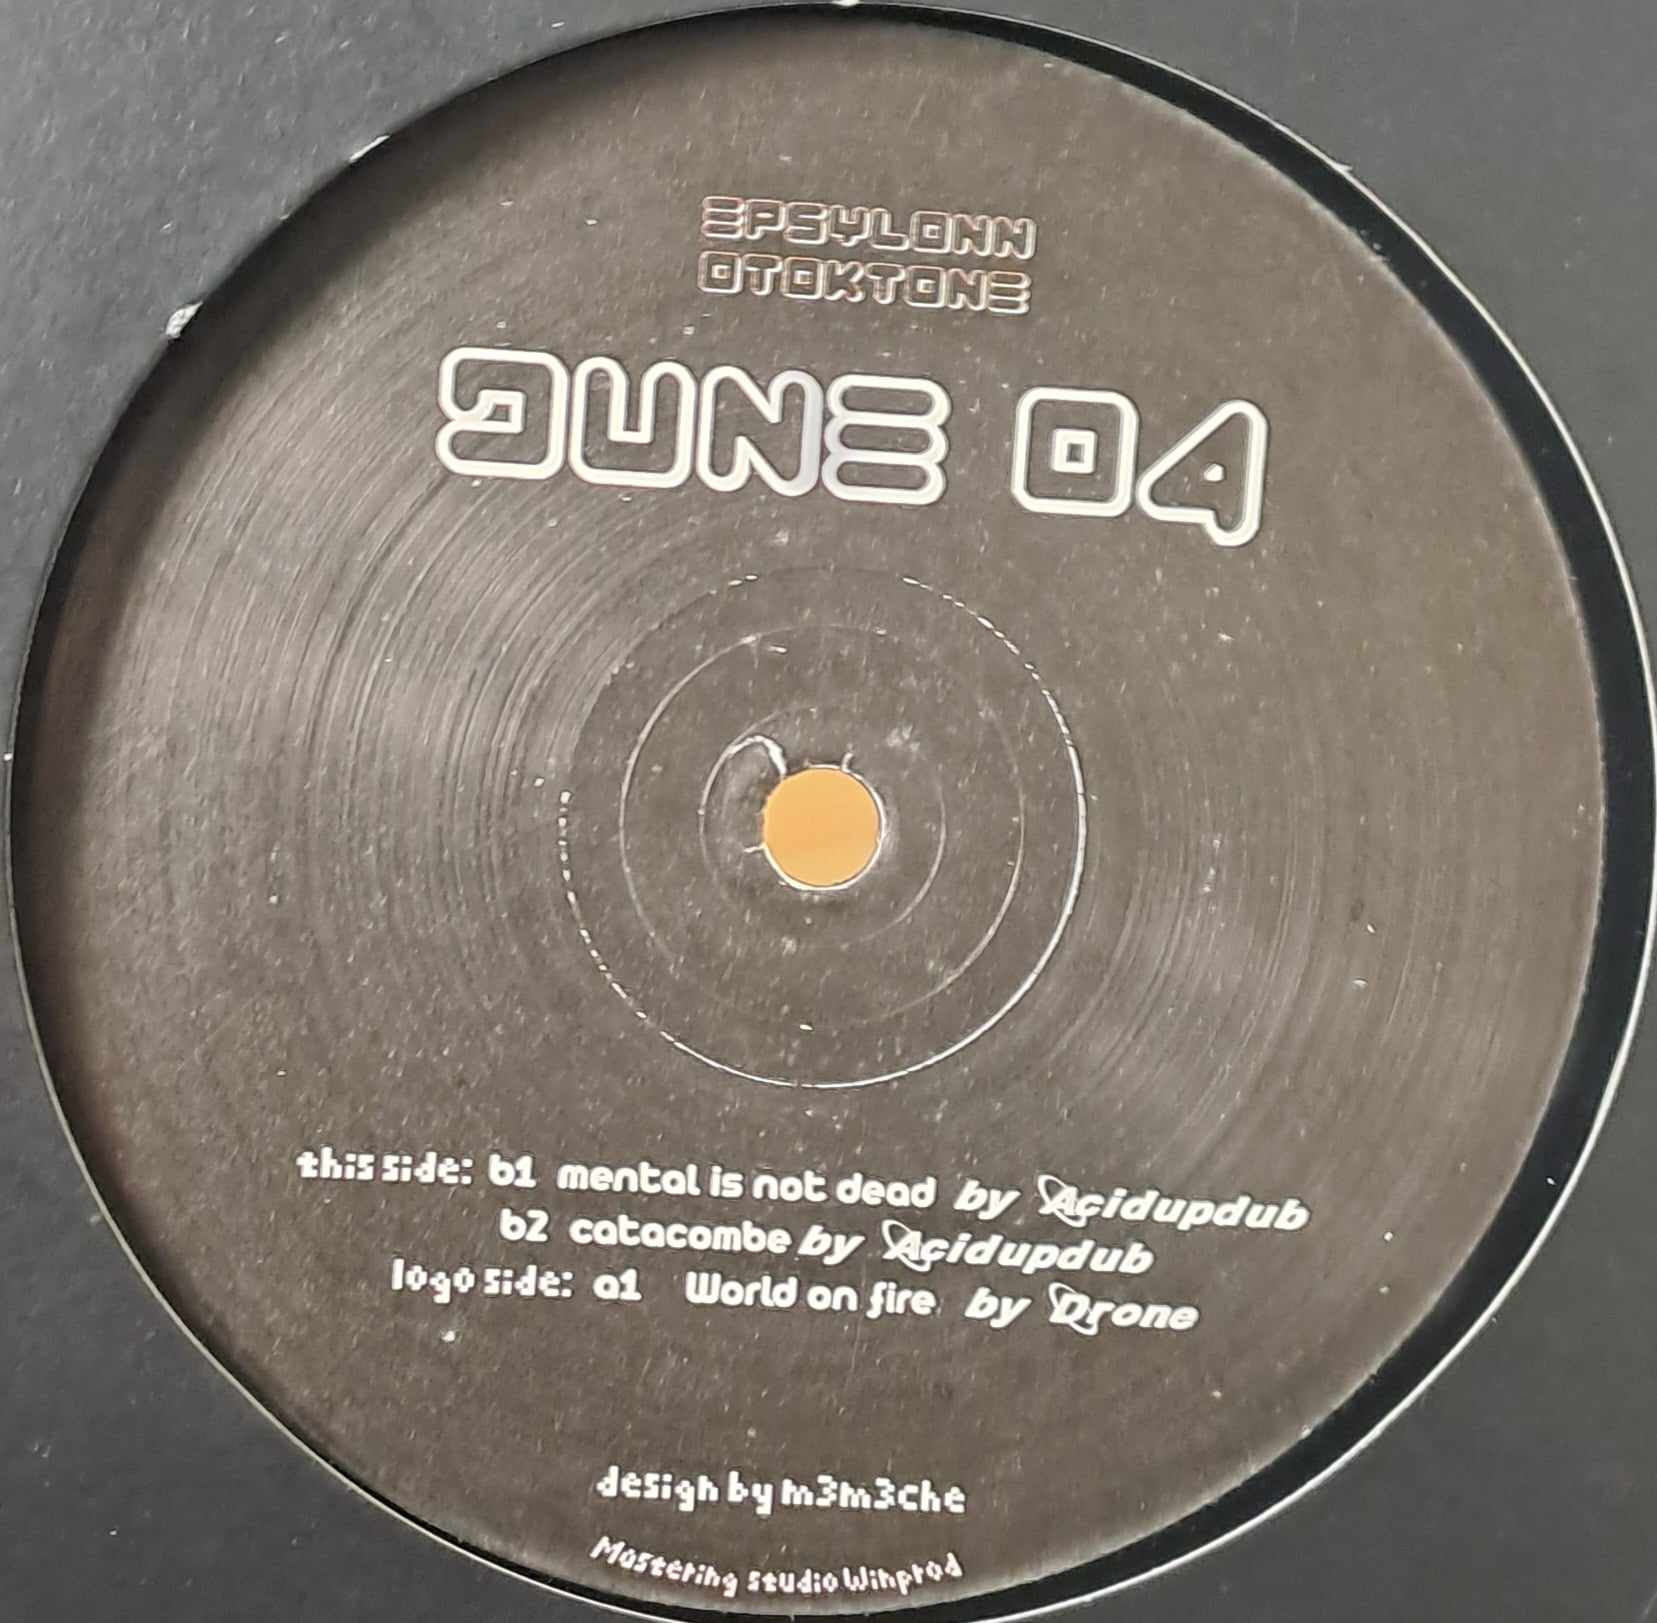 EPSYLONN
OTOKTONE
DUNE 04
this side: b1 mental is not dead by Acidupdub
b2 catacombe by Acidupdub
logo side: a1 World on fire by Drone
design by m3m3che
Mastering studio Winprod